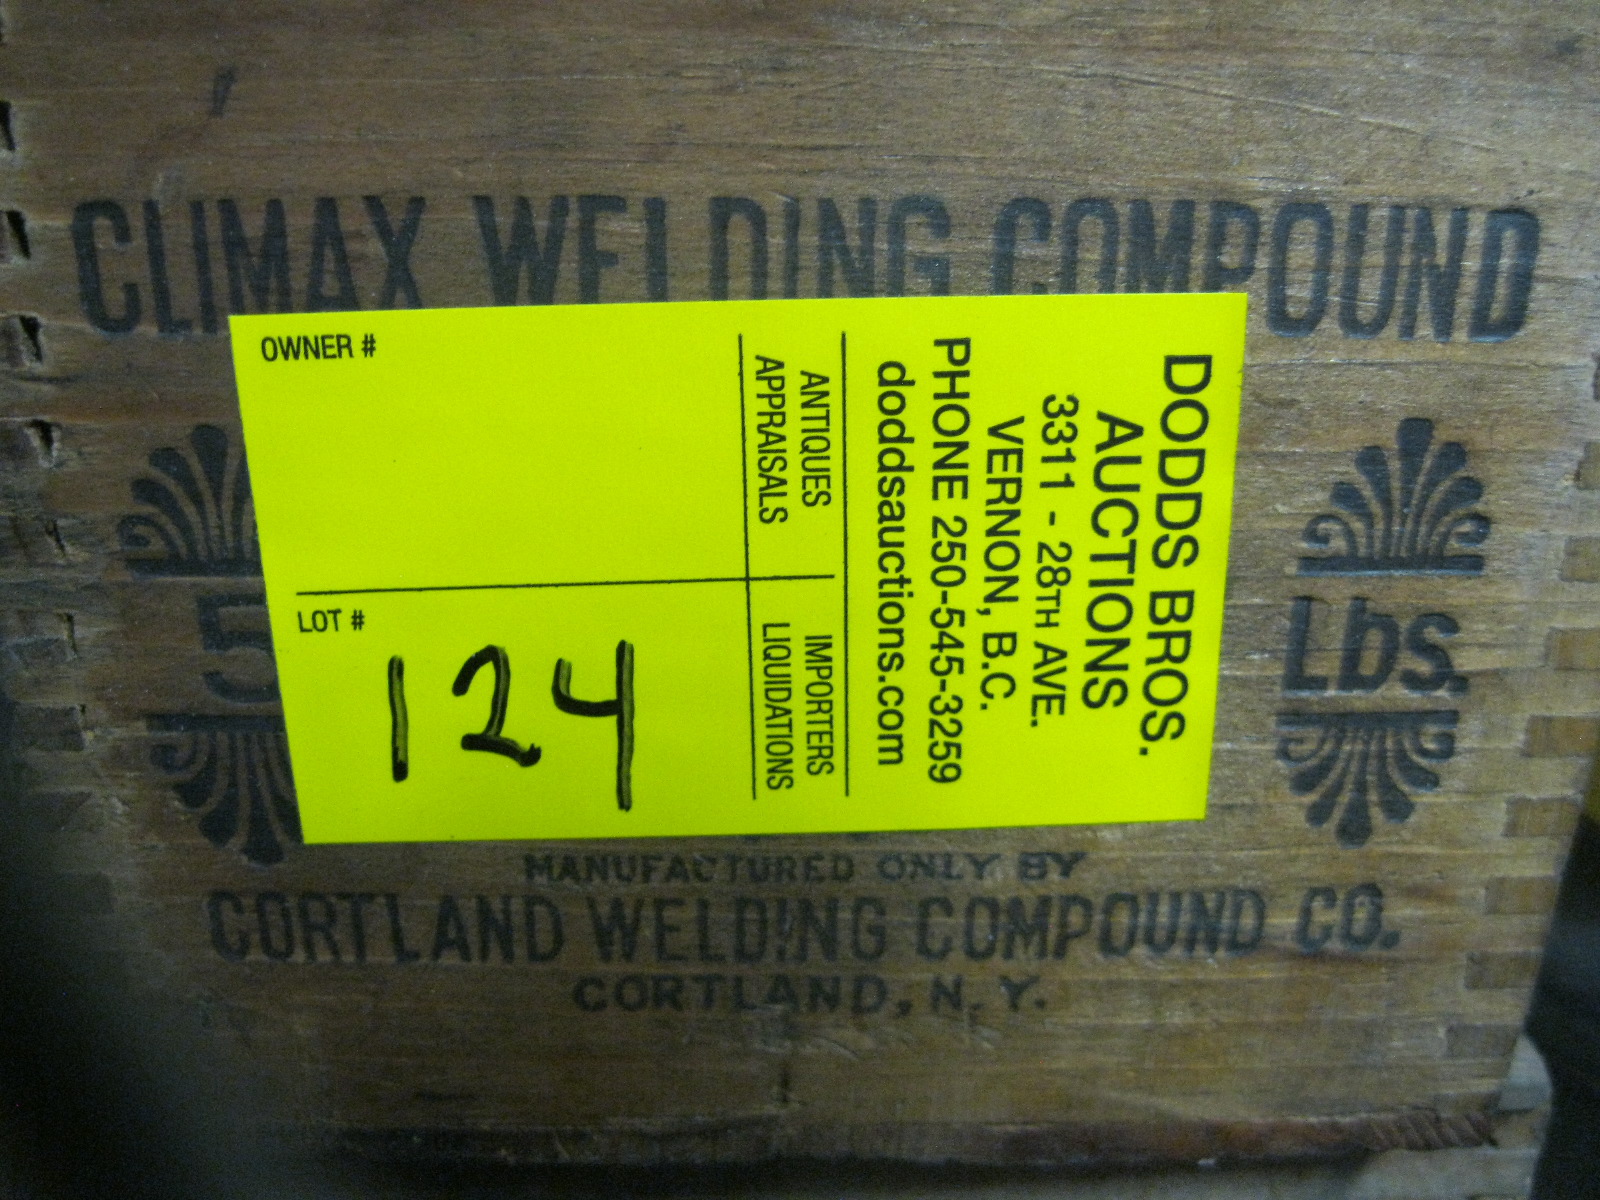 CLIMAX WELDING COMPOUND
OWNER #
LOT #
124
ANTIQUES
APPRAISALS
IMPORTERS
LIQUIDATIONS
DODDS BROS.
AUCTIONS
3311 - 28TH AVE.
VERNON, B.C.
PHONE 250-545-3259
doddsauctions.com
5
Lbs.
MANUFACTURED ONLY BY
CORTLAND WELDING COMPOUND CO.
CORTLAND, N.Y.